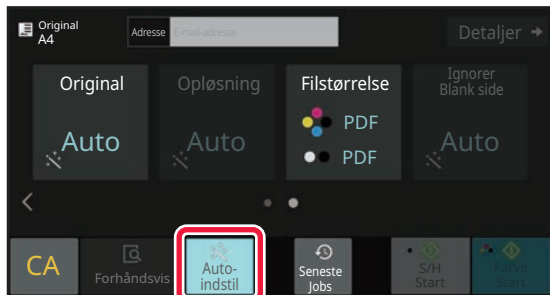 Original
A4
Adresse E-mail-adresse
Detaljer
Original
Opløsning
Filstørrelse
Ignorer
Blank side
Auto
Auto
PDF
PDF
Auto
CA
Forhåndsvis
Auto-
indstil
Seneste
Jobs
S/H
Start
Farve
Start